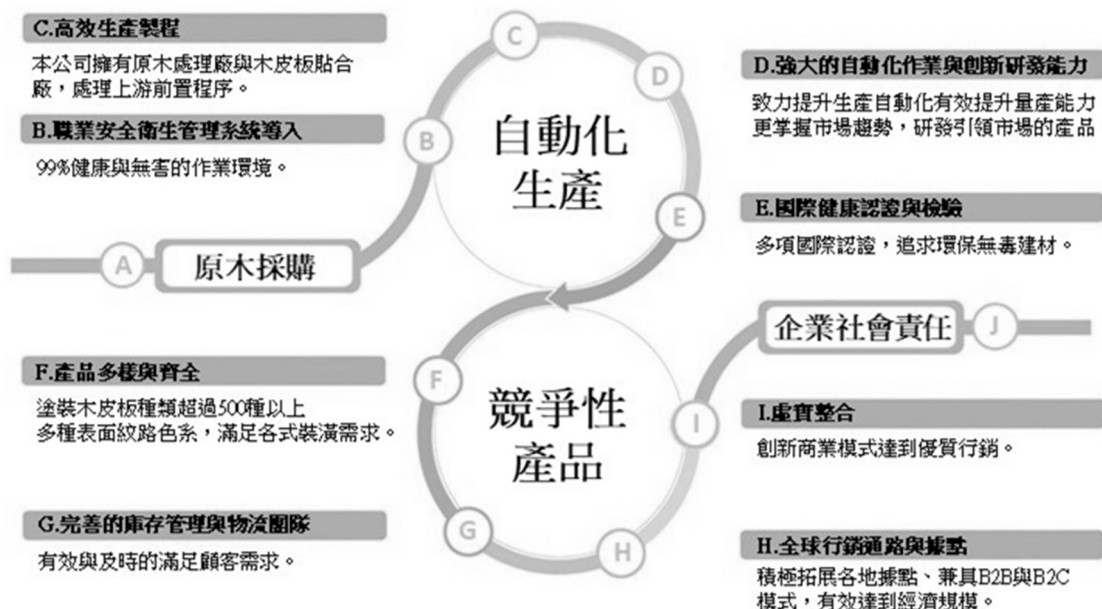 C.高效生產製程
本公司擁有原木處理廠與木皮板貼合
廠，處理上游前置程序。
B.職業安全衛生管理系統導入
99%健康與無害的作業環境。
A
原木採購
B
C
D
E
自動化
生產
D.強大的自動化作業與創新研發能力
致力提升生產自動化有效提升量產能力
更掌握市場趨勢，研發引領市場的產品
E.國際健康認證與檢驗
多項國際認證，追求環保無毒建材。
企業社會責任
J
F.產品多樣與齊全
塗裝木皮板種類超過500種以上
多種表面紋路色系，滿足各式裝潢需求。
G.完善的庫存管理與物流團隊
有效與及時的滿足顧客需求。
F
G
H
I
競爭性
產品
I.虛實整合
創新商業模式達到優質行銷。
H.全球行銷通路與據點
積極拓展各地據點、兼具B2B與B2C
模式，有效達到經濟規模。